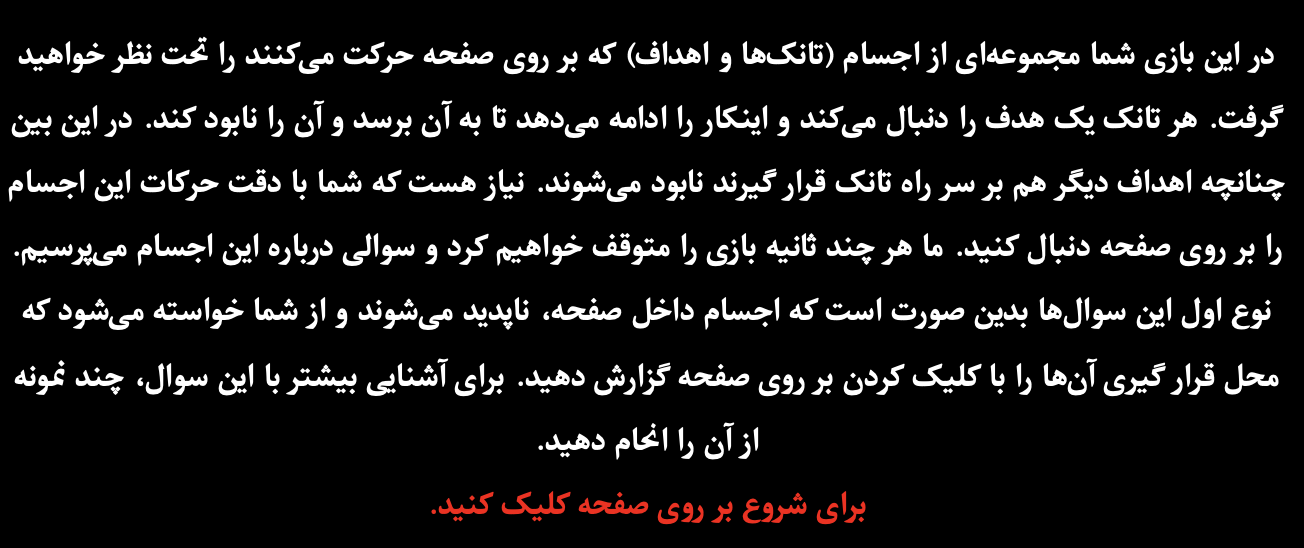 در این بازی شما مجموعه‌ای از اجسام (تانک‌ها و اهداف) که بر روی صفحه حرکت می‌کنند را تحت نظر خواهید
گرفت. هر تانک یک هدف را دنبال می‌کند و اینکار را ادامه می‌دهد تا به آن برسد و آن را نابود کند. در این بین
چنانچه اهداف دیگر هم بر سر راه تانک قرار گیرند نابود می‌شوند. نیاز هست که شما با دقت حرکات این اجسام
را بر روی صفحه دنبال کنید. ما هر چند ثانیه بازی را متوقف خواهیم کرد و سوالی درباره این اجسام می‌پرسیم.
نوع اول این سوال‌ها بدین صورت است که اجسام داخل صفحه، ناپدید می‌شوند و از شما خواسته می‌شود که
محل قرار گیری آن‌ها را با کلیک کردن بر روی صفحه گزارش دهید. برای آشنایی بیشتر با این سوال، چند نمونه
از آن را انجام دهید.
برای شروع بر روی صفحه کلیک کنید.